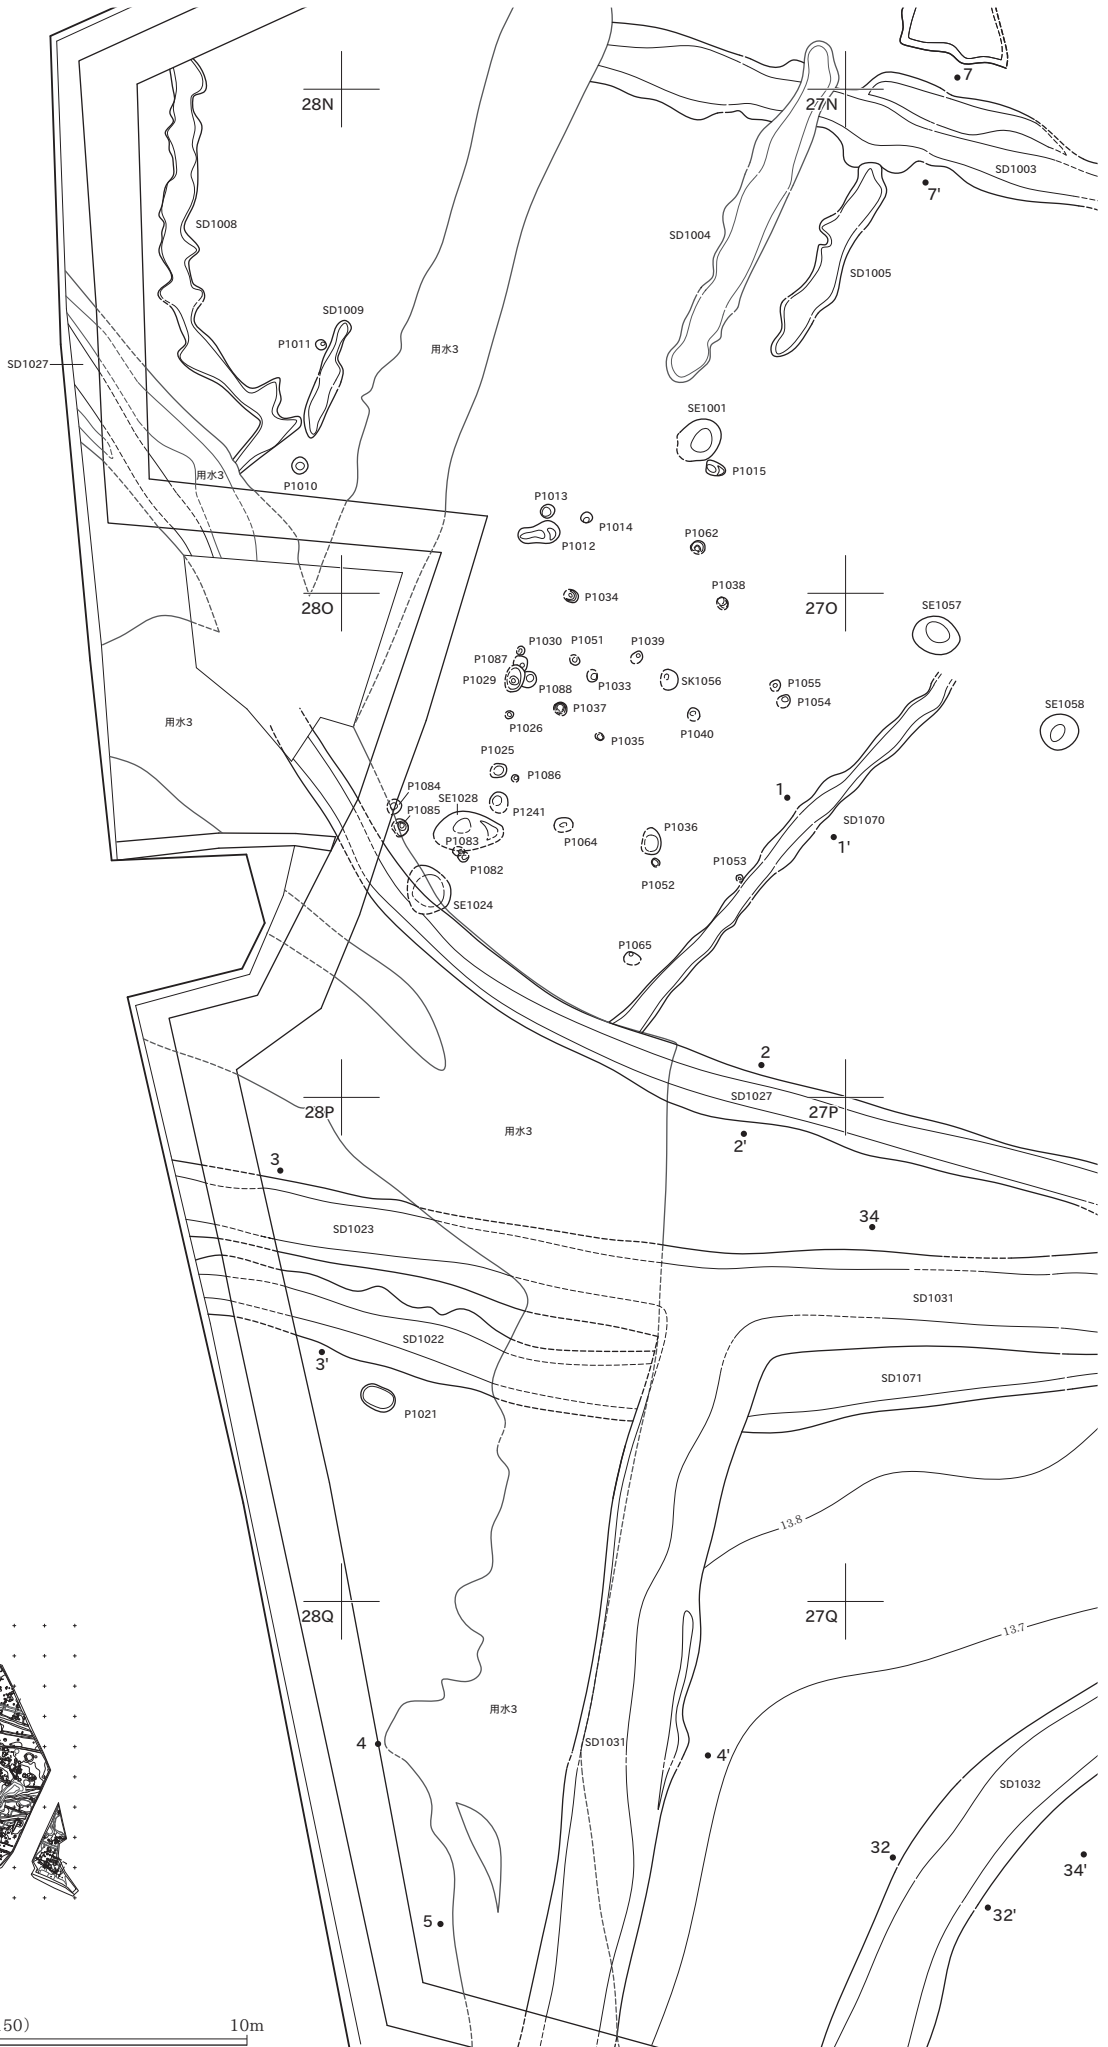 7
28N
27N
SD1003
7'
SD1008
SD1004
SD1005
SD1009
P1011
用水3
SD1027
SE1001
P1015
用水3
P1010
P1013
P1014
P1012
P1062
P1034
P1038
28O
27O
SE1057
P1030
P1051
P1039
P1087
P1029
P1088
P1033
SK1056
P1055
P1054
P1037
P1026
P1035
P1040
SE1058
用水3
P1025
P1086
P1084
SE1028
P1085
P1241
1
SD1070
1'
P1083
P1064
P1036
P1082
P1052
P1053
SE1024
P1065
2
SD1027
28P
27P
用水3
2'
3
34
SD1023
SD1031
SD1022
3'
SD1071
P1021
13.8
28Q
27Q
13.7
用水3
4
SD1031
4'
SD1032
32
34'
5
32'
50)
10m